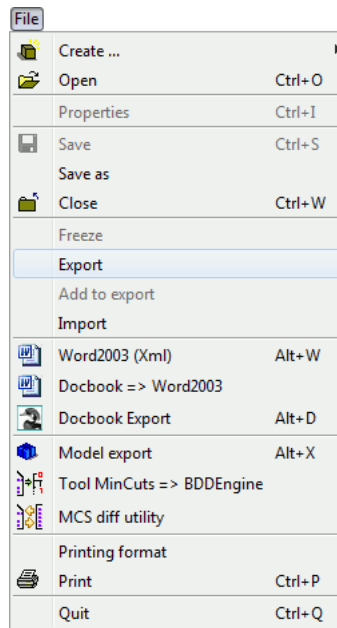 File
Create ...
Open Ctrl+O
Properties Ctrl+I
Save Ctrl+S
Save as
Close Ctrl+W
Freeze
Export
Add to export
Import
Word2003 (Xml) Alt+W
Docbook => Word2003
Docbook Export Alt+D
Model export Alt+X
Tool MinCuts => BDDEngine
MCS diff utility
Printing format
Print Ctrl+P
Quit Ctrl+Q